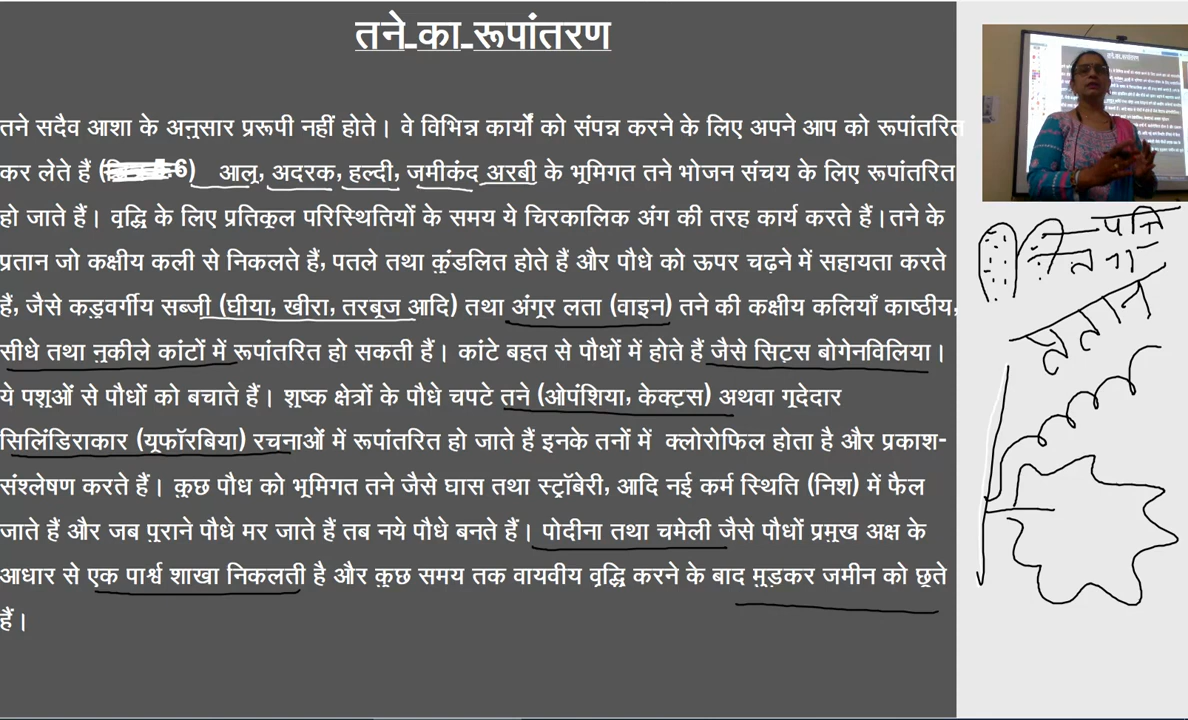 तने का रूपांतरण
तने सदैव आशा के अनुसार प्ररूपी नहीं होते। वे विभिन्न कार्यों को संपन्न करने के लिए अपने आप को रूपांतरित
कर लेते हैं ( .6) आलू, अदरक, हल्दी, जमीकंद अरबी के भूमिगत तने भोजन संचय के लिए रूपांतरित
हो जाते हैं। वृद्धि के लिए प्रतिकूल परिस्थितियों के समय ये चिरकालिक अंग की तरह कार्य करते हैं। तने के
प्रतान जो कक्षीय कली से निकलते हैं, पतले तथा कुंडलित होते हैं और पौधे को ऊपर चढ़ने में सहायता करते
हैं, जैसे कड़ुवर्गीय सब्जी (घीया, खीरा, तरबूज आदि) तथा अंगूर लता (वाइन) तने की कक्षीय कलियाँ काष्ठीय,
सीधे तथा नुकीले कांटों में रूपांतरित हो सकती हैं। कांटे बहत से पौधों में होते हैं जैसे सिट्स बोगेनविलिया।
ये पशुओं से पौधों को बचाते हैं। शुष्क क्षेत्रों के पौधे चपटे तने (ओपंशिया, केक्ट्स) अथवा गूदेदार
सिलिंडिराकार (यूफॉरबिया) रचनाओं में रूपांतरित हो जाते हैं इनके तनों में क्लोरोफिल होता है और प्रकाश-
संश्लेषण करते हैं। कुछ पौध को भूमिगत तने जैसे घास तथा स्ट्रॉबेरी, आदि नई कर्म स्थिति (निश) में फैल
जाते हैं और जब पुराने पौधे मर जाते हैं तब नये पौधे बनते हैं। पोदीना तथा चमेली जैसे पौधों प्रमुख अक्ष के
आधार से एक पार्श्व शाखा निकलती है और कुछ समय तक वायवीय वृद्धि करने के बाद मुड़कर जमीन को छूते
हैं।
पत्ति
तना